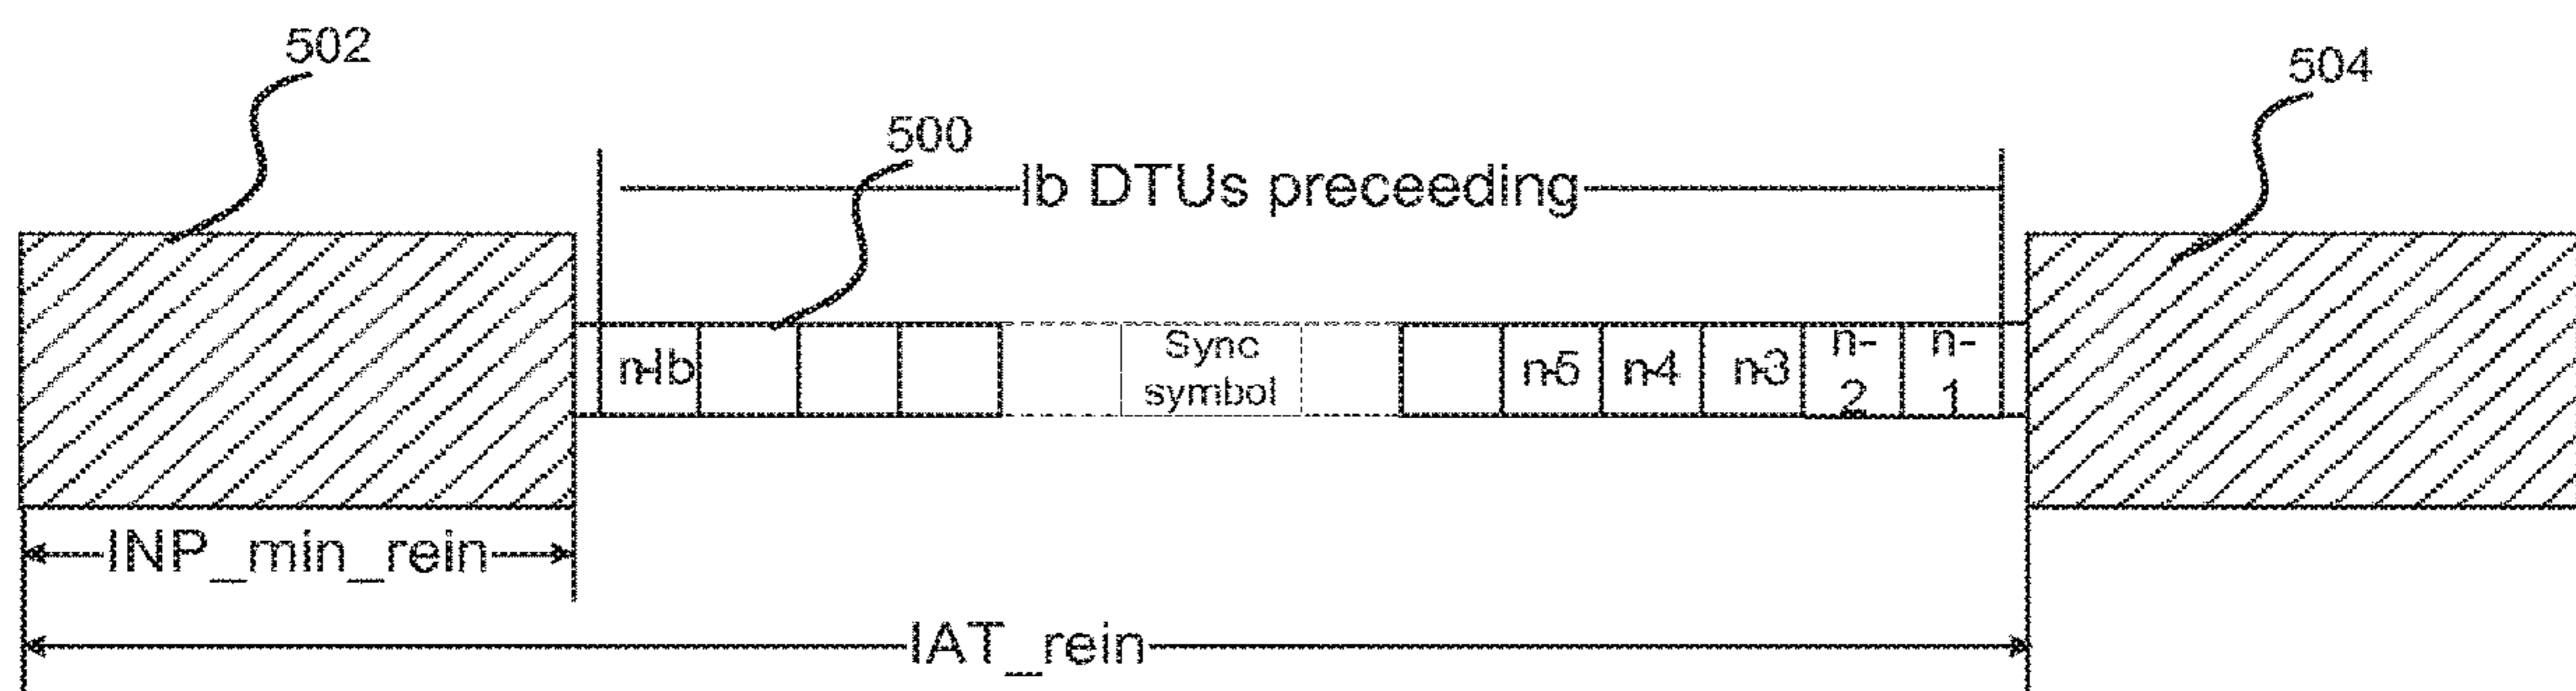 502
504
500
lb DTUs preceeding
n-lb
Sync
symbol
n-5
n-4
n-3
n-
2
n-
1
INP_min_rein
IAT_rein